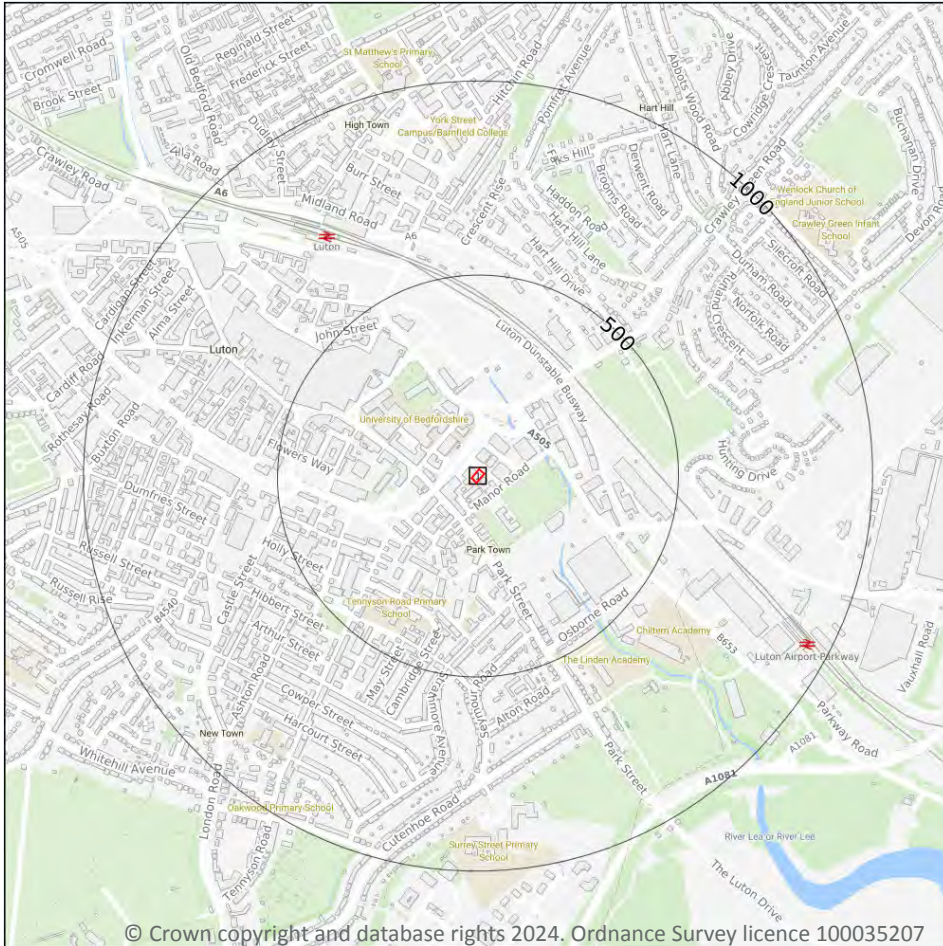 Cromwell Road
Reginald Street
Old Bedford Road
Frederick Street
St Matthew's Primary
School
Hitchin Road
Pomfrat Avenue
Abbots Wood Road
Abbey Drive
Cowridge Crescent
Taunton Avenue
Brook Street
Dudley Street
High Town
York Street
Campus/Barnfield College
Hart Hill
Hart Lane
Buchanan Drive
Crawley Road
Burr Street
Derwent Road
Brooms Road
Crawley Green Road
1000
Wenlock Church of
England Junior School
Crawley Green Infant
School
Devon Road
A6
Midland Road
A6
Crescent Rise
Haddon Road
Hart Hill Lane
Hart Hill Drive
A505
Luton
Silecroft Road
Durham Road
Norfolk Road
Rutland Crescent
Cardigan Street
Inkerman Street
Alma Street
John Street
Luton Dunstable Busway
500
Luton
Cardiff Road
Rothesay Road
Buxton Road
University of Bedfordshire
A505
Flowers Way
Manor Road
Hunting Drive
Dumfries Street
Russell Street
Russell Rise
Castle Street
Holly Street
Hibbert Street
Arthur Street
Park Town
Park Street
Tennyson Road Primary
School
Osborne Road
B4540
Chiltern Academy
B653
The Linden Academy
Luton Airport Parkway
Vauxhall Road
May Street
Cambridge Street
Strathmore Avenue
Seymour Road
Alton Road
Ashton Road
Cowper Street
Harcourt Street
New Town
Whitehill Avenue
London Road
Park Street
A1081
A1081
Parkway Road
Oakwood Primary School
Tennyson Road
Cutenhoe Road
Surrey Street Primary
School
River Lea or River Lee
The Luton Drive
© Crown copyright and database rights 2024. Ordnance Survey licence 100035207